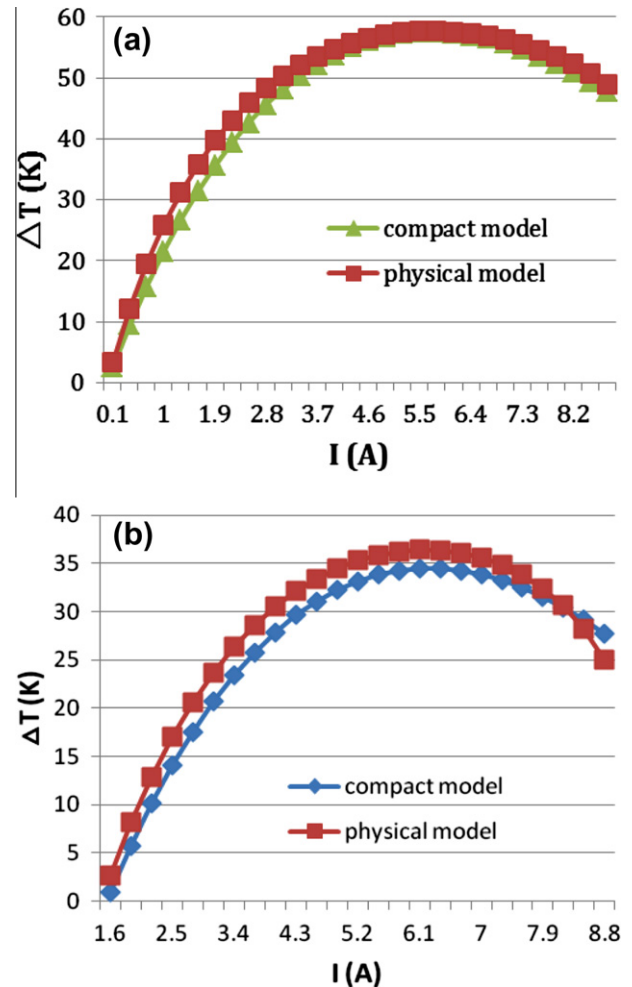 (a)
60
50
40
30
20
10
0
△T (K)
compact model
physical model
0.1 1 1.9 2.8 3.7 4.6 5.5 6.4 7.3 8.2
I (A)
(b)
40
35
30
25
20
15
10
5
0
ΔT (K)
compact model
physical model
1.6 2.5 3.4 4.3 5.2 6.1 7 7.9 8.8
I (A)